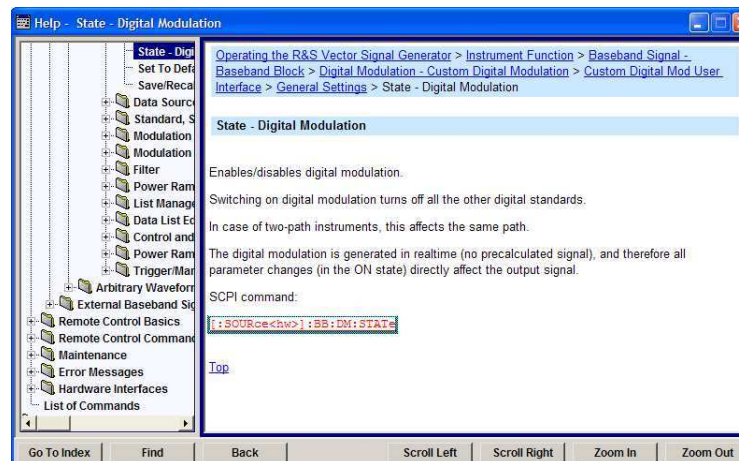 Help - State - Digital Modulation
State - Digi
Set To Defa
Save/Recal
Data Source
Standard, S
Modulation
Modulation
Filter
Power Ram
List Manage
Data List Ed
Control and
Power Ram
Trigger/Mar
Arbitrary Waveform
External Baseband Sig
Remote Control Basics
Remote Control Command
Maintenance
Error Messages
Hardware Interfaces
List of Commands
Operating the R&S Vector Signal Generator > Instrument Function > Baseband Signal -
Baseband Block > Digital Modulation - Custom Digital Modulation > Custom Digital Mod User
Interface > General Settings > State - Digital Modulation
State - Digital Modulation
Enables/disables digital modulation.
Switching on digital modulation turns off all the other digital standards.
In case of two-path instruments, this affects the same path.
The digital modulation is generated in realtime (no precalculated signal), and therefore all
parameter changes (in the ON state) directly affect the output signal.
SCPI command:
[:SOURce<hw>]:BB:DM:STATe
Top
Go To Index
Find
Back
Scroll Left
Scroll Right
Zoom In
Zoom Out